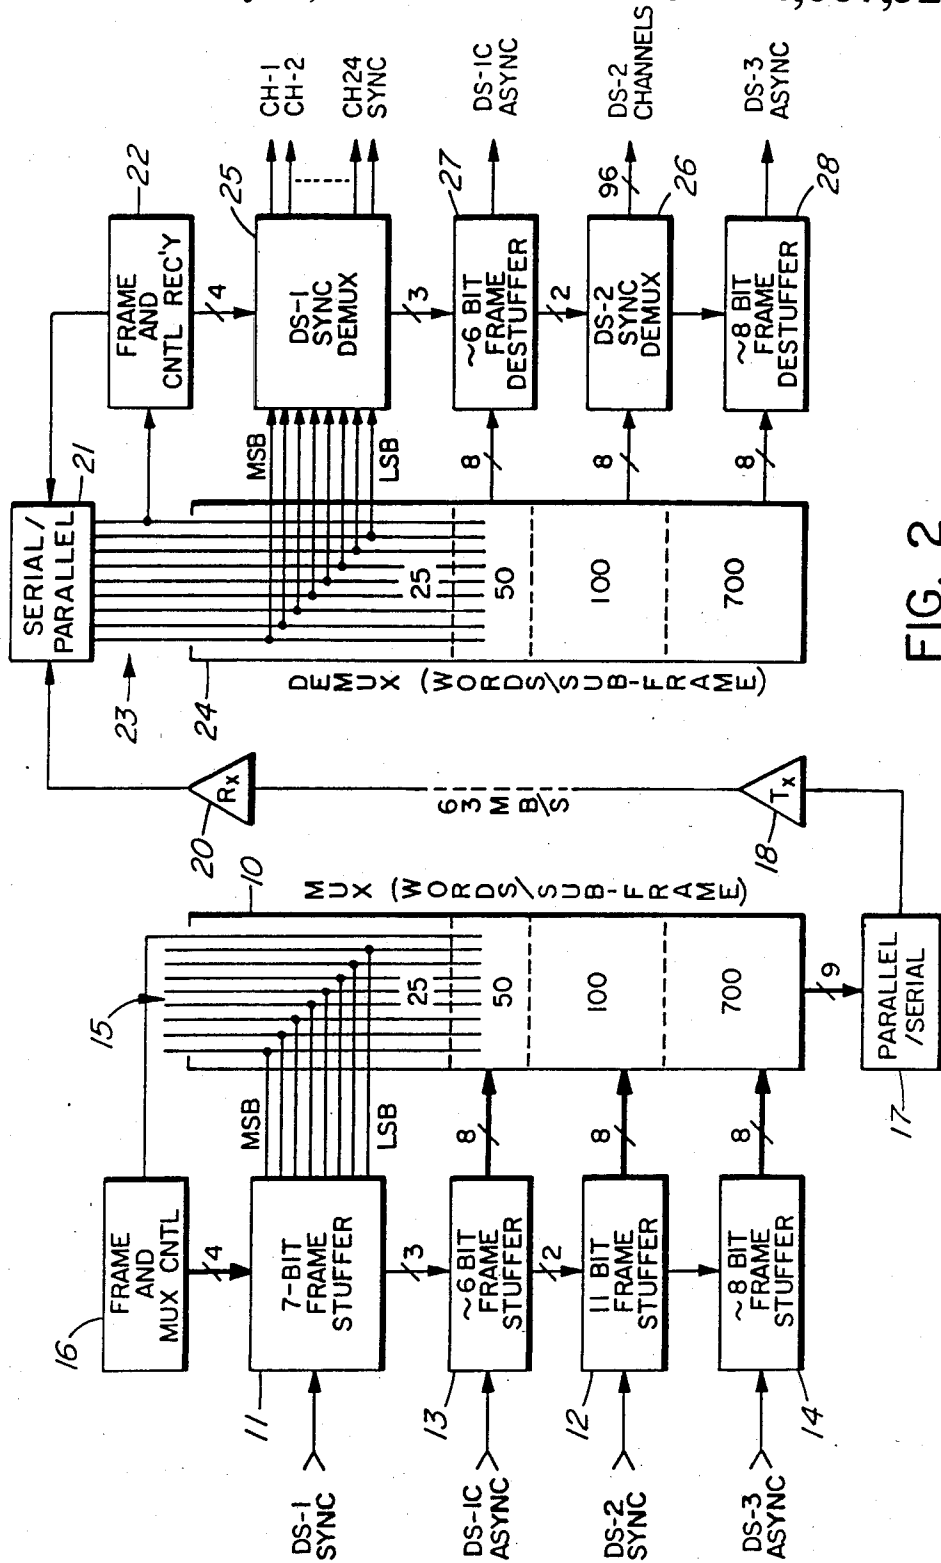 CH-1
CH-2
CH24
SYNC
DS-1C
ASYNC
DS-2
CHANNELS
DS-3
ASYNC
22
25
27
96
26
28
FRAME
AND
CNTL REC'Y
4
DS-1
SYNC
DEMUX
3
~6 BIT
FRAME
DESTUFFER
2
DS-2
SYNC
DEMUX
~8 BIT
FRAME
DESTUFFER
MSB
LSB
8
8
8
21
SERIAL/
PARALLEL
23
24
25
50
100
700
DEMUX (WORDS/SUB-FRAME)
20
Rx
63 MB/S
18
Tx
10
MUX (WORDS/SUB-FRAME)
15
25
50
100
700
9
PARALLEL
/SERIAL
17
MSB
LSB
8
8
8
16
FRAME
AND
MUX CNTL
4
7-BIT
FRAME
STUFFER
3
~6 BIT
FRAME
STUFFER
2
11 BIT
FRAME
STUFFER
~8 BIT
FRAME
STUFFER
11
13
12
14
DS-1
SYNC
DS-1C
ASYNC
DS-2
SYNC
DS-3
ASYNC
FIG. 2